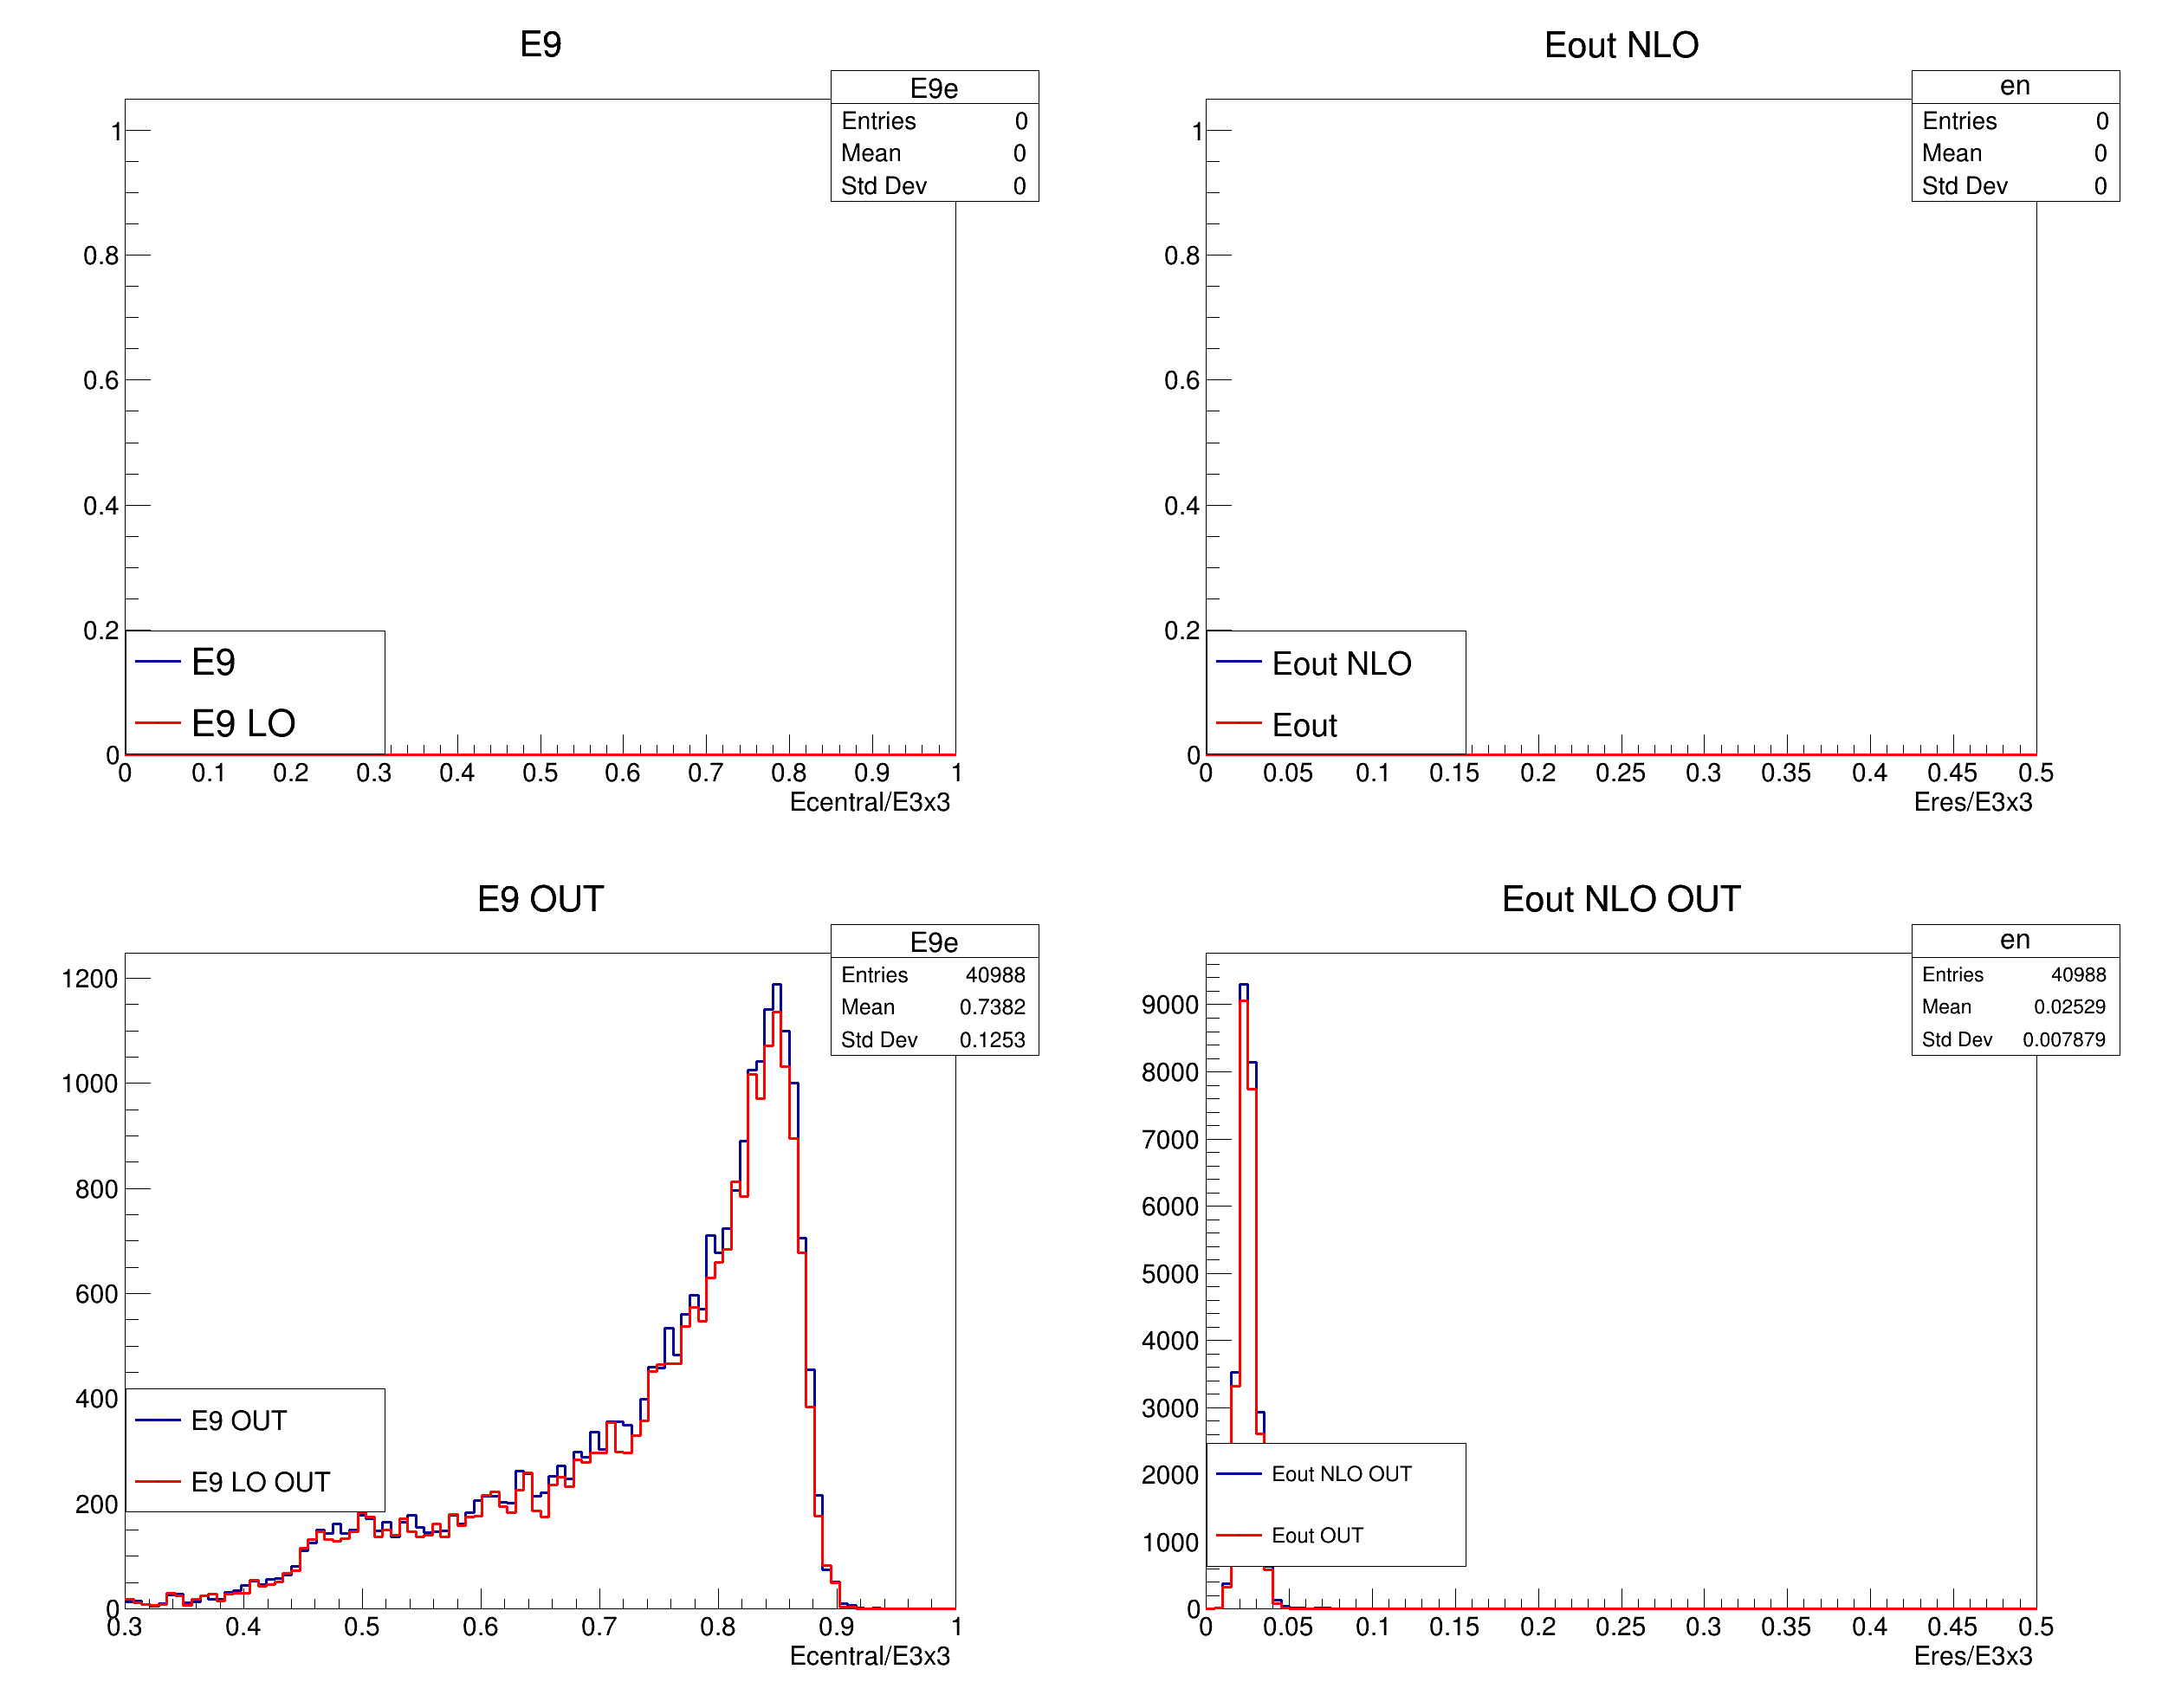 E9
E9e
Entries 0
Mean 0
Std Dev 0
1
0.8
0.6
0.4
0.2
0
E9
E9 LO
0 0.1 0.2 0.3 0.4 0.5 0.6 0.7 0.8 0.9 1
Ecentral/E3x3
Eout NLO
en
Entries 0
Mean 0
Std Dev 0
1
0.8
0.6
0.4
0.2
0
Eout NLO
Eout
0 0.05 0.1 0.15 0.2 0.25 0.3 0.35 0.4 0.45 0.5
Eres/E3x3
E9 OUT
E9e
Entries 40988
Mean 0.7382
Std Dev 0.1253
1200
1000
800
600
400
200
0
E9 OUT
E9 LO OUT
0.3 0.4 0.5 0.6 0.7 0.8 0.9 1
Ecentral/E3x3
Eout NLO OUT
en
Entries 40988
Mean 0.02529
Std Dev 0.007879
9000
8000
7000
6000
5000
4000
3000
2000
1000
0
Eout NLO OUT
Eout OUT
0 0.05 0.1 0.15 0.2 0.25 0.3 0.35 0.4 0.45 0.5
Eres/E3x3